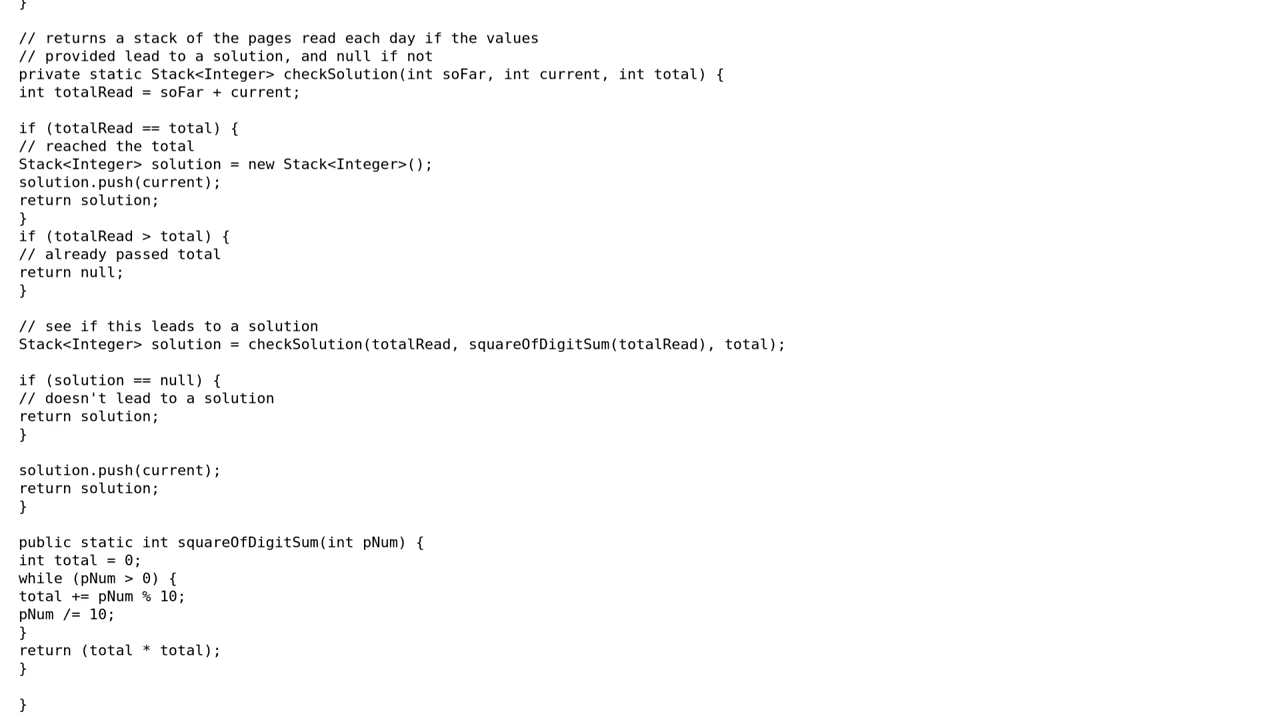 }
// returns a stack of the pages read each day if the values
// provided lead to a solution, and null if not
private static Stack<Integer> checkSolution(int soFar, int current, int total) {
int totalRead = soFar + current;
if (totalRead == total) {
// reached the total
Stack<Integer> solution = new Stack<Integer>();
solution.push(current);
return solution;
}
if (totalRead > total) {
// already passed total
return null;
}
// see if this leads to a solution
Stack<Integer> solution = checkSolution(totalRead, squareOfDigitSum(totalRead), total);
if (solution == null) {
// doesn't lead to a solution
return solution;
}
solution.push(current);
return solution;
}
public static int squareOfDigitSum(int pNum) {
int total = 0;
while (pNum > 0) {
total += pNum % 10;
pNum /= 10;
}
return (total * total);
}
}